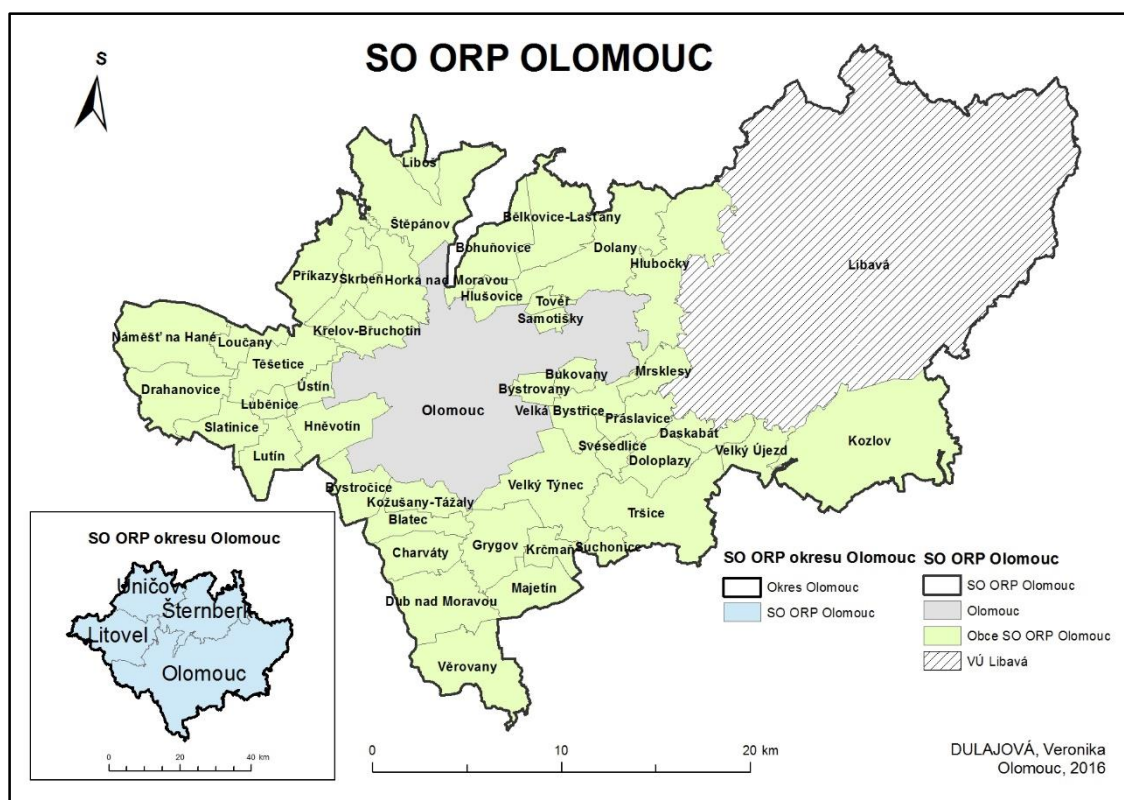 SO ORP OLOMOUC
S
Liboš
Štěpánov
Bělkovice-Lašťany
Bohuňovice
Dolany
Hlubočky
Libavá
Příkazy
Skrbeň
Horka nad Moravou
Hlušovice
Tovéř
Samotišky
Křelov-Břuchotín
Náměšť na Hané
Loučany
Těšetice
Drahanovice
Ústín
Luběnice
Slatinice
Hněvotín
Lutín
Olomouc
Bukovany
Bystrovany
Mrsklesy
Velká Bystřice
Přáslavice
Daskabát
Svésedlice
Doloplazy
Velký Újezd
Kozlov
Bystročice
Kožušany-Tážaly
Blatec
Velký Týnec
Tršice
Charváty
Grygov
Krčmaň
Suchonice
Majetín
Dub nad Moravou
Věrovany
SO ORP okresu Olomouc
Uničov
Šternberk
Litovel
Olomouc
0 20 40 km
SO ORP okresu Olomouc
Okres Olomouc
SO ORP Olomouc
SO ORP Olomouc
SO ORP Olomouc
Olomouc
Obce SO ORP Olomouc
VÚ Libavá
0 10 20 km
DULAJOVÁ, Veronika
Olomouc, 2016